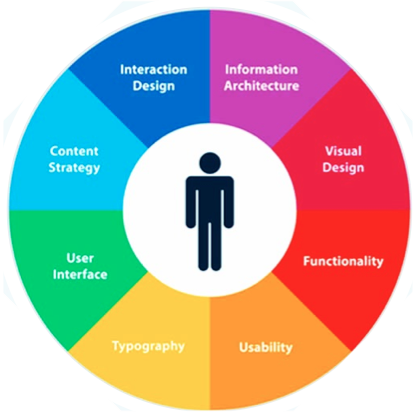 Interaction
Design
Information
Architecture
Visual
Design
Functionality
Usability
Typography
User
Interface
Content
Strategy